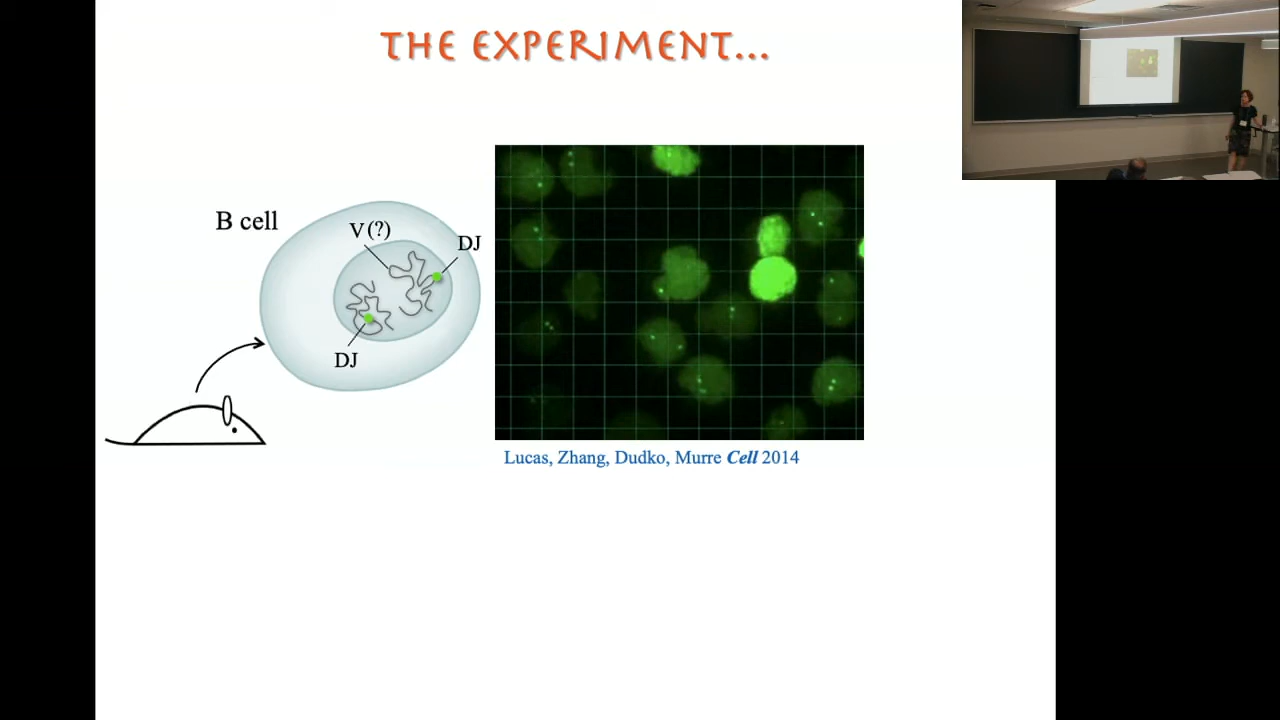 THE EXPERIMENT...
B cell
V(?)
DJ
DJ
Lucas, Zhang, Dudko, Murre Cell 2014